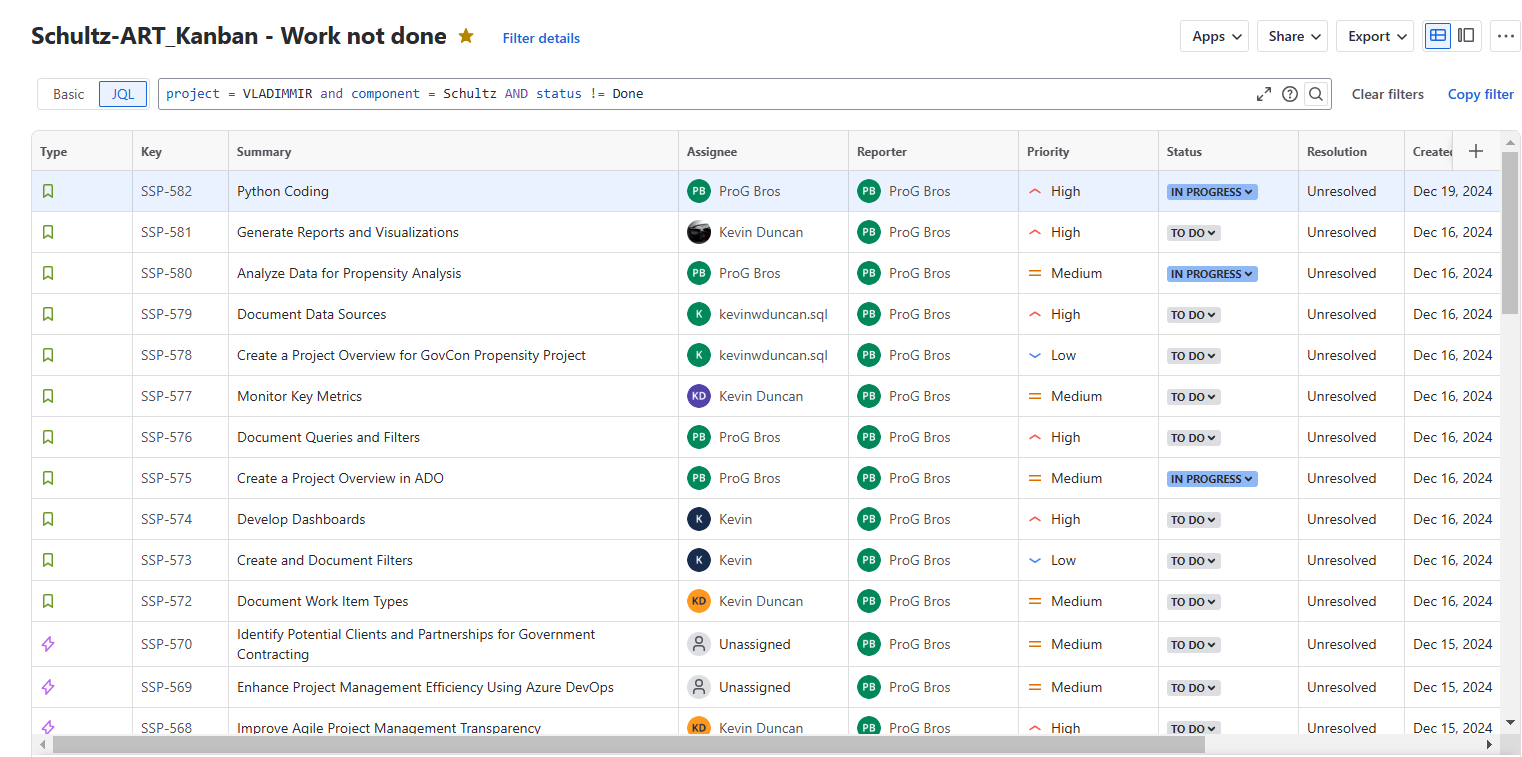 Schultz-ART_Kanban - Work not done Filter details Apps Share Export
Basic JQL project = VLADIMMIR and component = Schultz AND status != Done Clear filters Copy filter
Type Key Summary Assignee Reporter Priority Status Resolution Created
SSP-582 Python Coding PB ProG Bros PB ProG Bros High IN PROGRESS Unresolved Dec 19, 2024
SSP-581 Generate Reports and Visualizations Kevin Duncan PB ProG Bros High TO DO Unresolved Dec 16, 2024
SSP-580 Analyze Data for Propensity Analysis PB ProG Bros PB ProG Bros Medium IN PROGRESS Unresolved Dec 16, 2024
SSP-579 Document Data Sources K kevinwduncan.sql PB ProG Bros High TO DO Unresolved Dec 16, 2024
SSP-578 Create a Project Overview for GovCon Propensity Project K kevinwduncan.sql PB ProG Bros Low TO DO Unresolved Dec 16, 2024
SSP-577 Monitor Key Metrics KD Kevin Duncan PB ProG Bros Medium TO DO Unresolved Dec 16, 2024
SSP-576 Document Queries and Filters PB ProG Bros PB ProG Bros High TO DO Unresolved Dec 16, 2024
SSP-575 Create a Project Overview in ADO PB ProG Bros PB ProG Bros Medium IN PROGRESS Unresolved Dec 16, 2024
SSP-574 Develop Dashboards K Kevin PB ProG Bros High TO DO Unresolved Dec 16, 2024
SSP-573 Create and Document Filters K Kevin PB ProG Bros Low TO DO Unresolved Dec 16, 2024
SSP-572 Document Work Item Types KD Kevin Duncan PB ProG Bros Medium TO DO Unresolved Dec 16, 2024
SSP-570 Identify Potential Clients and Partnerships for Government
Contracting Unassigned PB ProG Bros Medium TO DO Unresolved Dec 15, 2024
SSP-569 Enhance Project Management Efficiency Using Azure DevOps Unassigned PB ProG Bros Medium TO DO Unresolved Dec 15, 2024
SSP-568 Improve Agile Project Management Transparency KD Kevin Duncan PB ProG Bros High TO DO Unresolved Dec 15, 2024